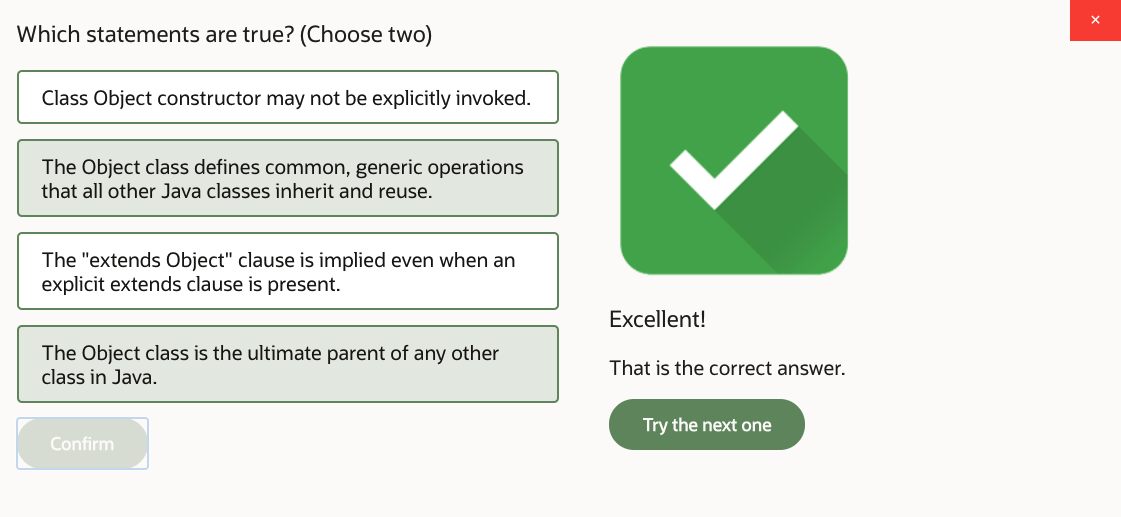 Which statements are true? (Choose two)
Class Object constructor may not be explicitly invoked.
The Object class defines common, generic operations
that all other Java classes inherit and reuse.
The "extends Object" clause is implied even when an
explicit extends clause is present.
The Object class is the ultimate parent of any other
class in Java.
Confirm
×
Excellent!
That is the correct answer.
Try the next one